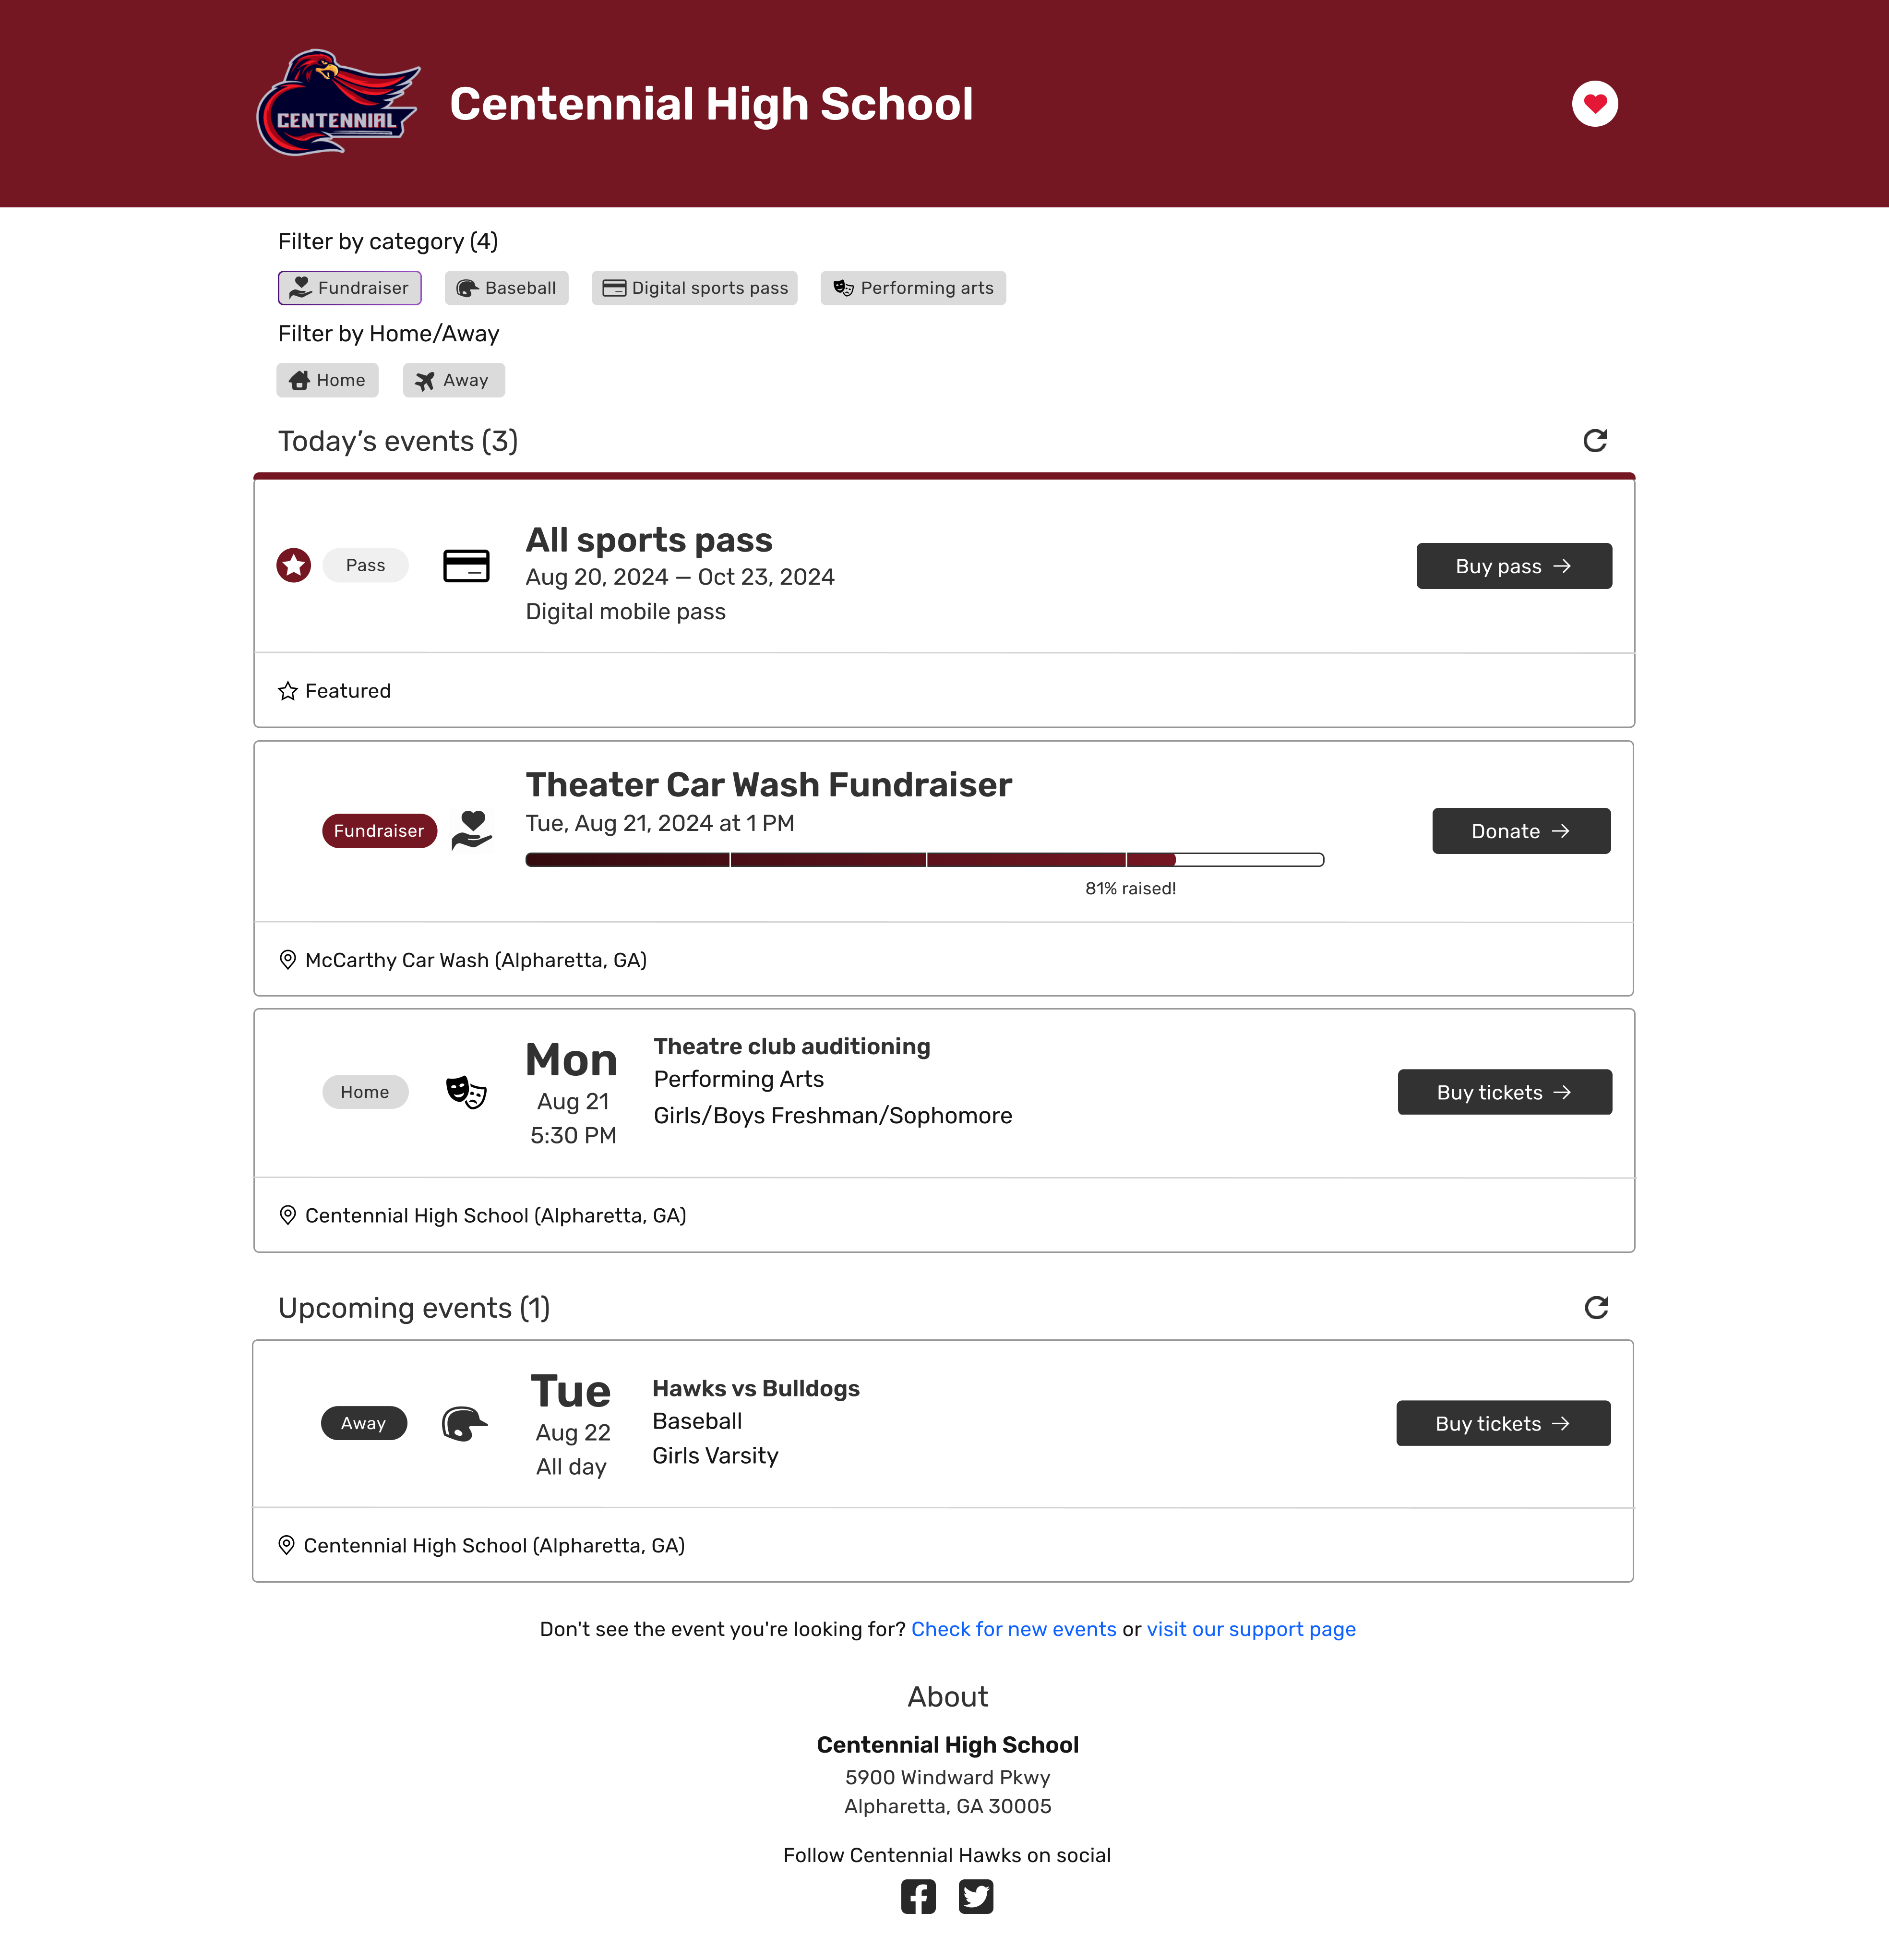 CENTENNIAL
Centennial High School
Filter by category (4)
Fundraiser
Baseball
Digital sports pass
Performing arts
Filter by Home/Away
Home
Away
Today’s events (3)
Pass
All sports pass
Aug 20, 2024 — Oct 23, 2024
Digital mobile pass
Buy pass
Featured
Fundraiser
Theater Car Wash Fundraiser
Tue, Aug 21, 2024 at 1 PM
81% raised!
Donate
McCarthy Car Wash (Alpharetta, GA)
Home
Mon
Aug 21
5:30 PM
Theatre club auditioning
Performing Arts
Girls/Boys Freshman/Sophomore
Buy tickets
Centennial High School (Alpharetta, GA)
Upcoming events (1)
Away
Tue
Aug 22
All day
Hawks vs Bulldogs
Baseball
Girls Varsity
Buy tickets
Centennial High School (Alpharetta, GA)
Don't see the event you're looking for? Check for new events or visit our support page
About
Centennial High School
5900 Windward Pkwy
Alpharetta, GA 30005
Follow Centennial Hawks on social